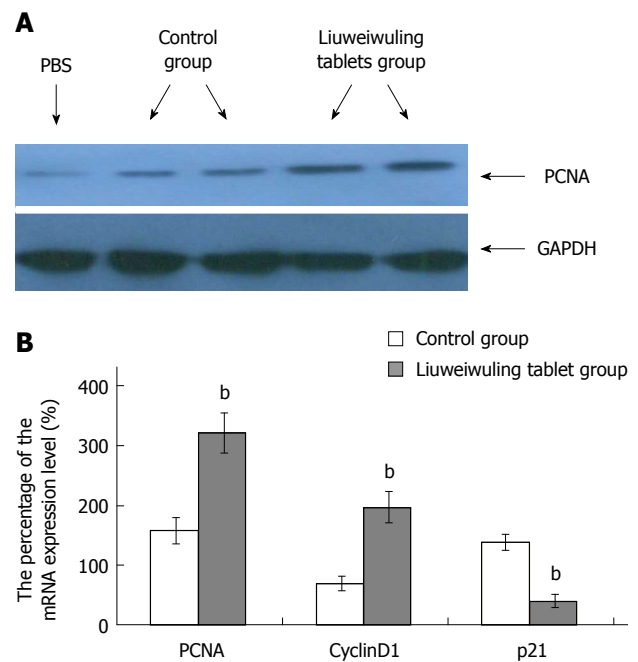 A
PBS
Control
group
Liuweiwuling
tablets group
PCNA
GAPDH
B
Control group
Liuweiwuling tablet group
The percentage of the
mRNA expression level (%)
400
300
200
100
0
b
b
b
PCNA
CyclinD1
p21